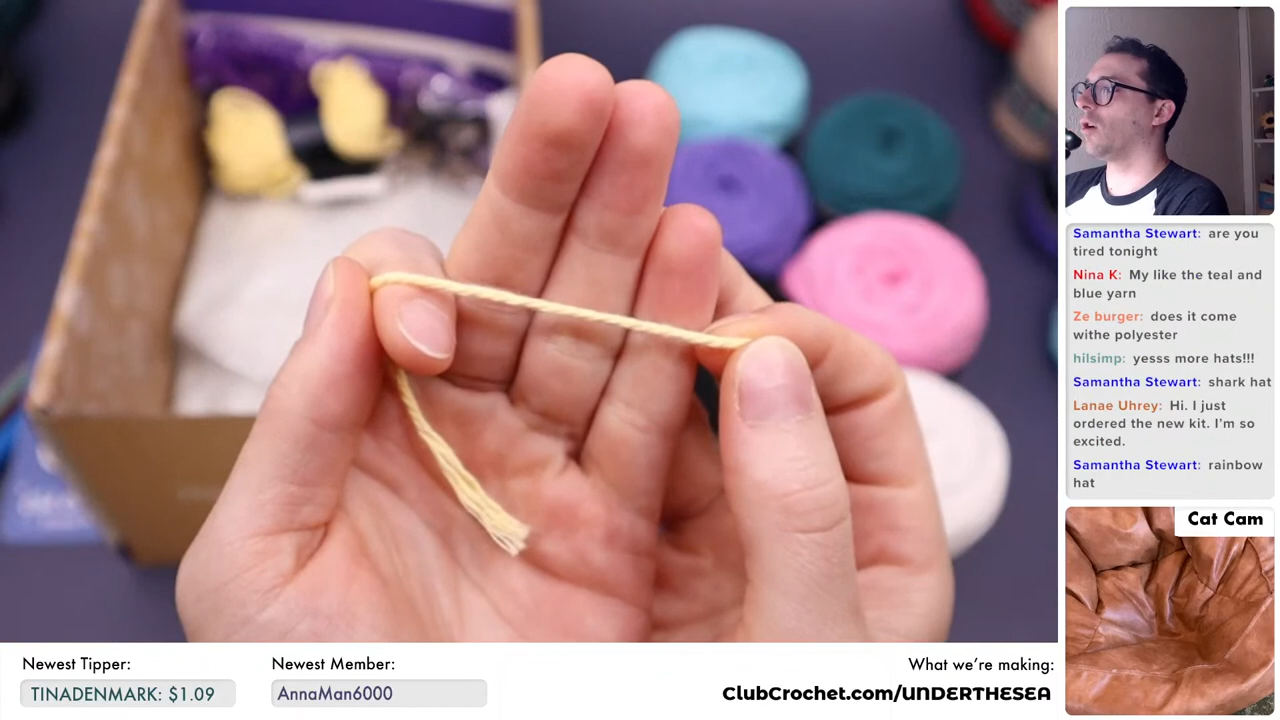 Samantha Stewart: are you
tired tonight
Nina K: My like the teal and
blue yarn
Ze burger: does it come
withe polyester
hilsimp: yesss more hats!!!
Samantha Stewart: shark hat
Lanae Uhrey: Hi. I just
ordered the new kit. I'm so
excited.
Samantha Stewart: rainbow
hat
Cat Cam
Newest Tipper:
TINADENMARK: $1.09
Newest Member:
AnnaMan6000
What we're making:
ClubCrochet.com/UNDERTHESEA